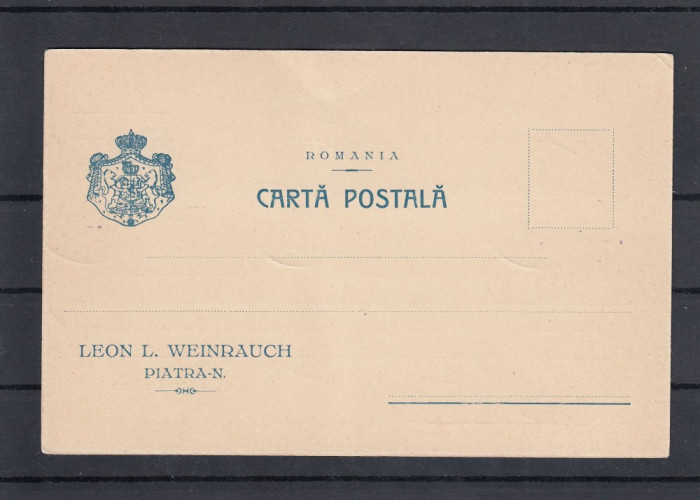 ROMANIA
CARTĂ POSTALĂ
LEON L. WEINRAUCH
PIATRA-N.